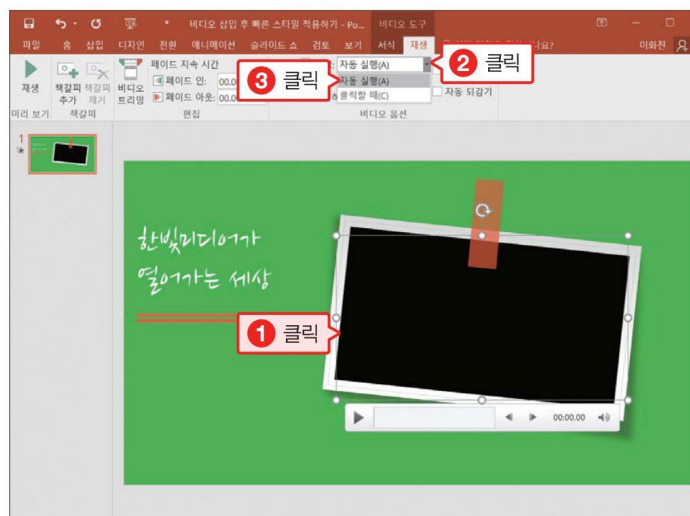 비디오 삽입 후 빠른 스타일 적용하기 - Po... 비디오 도구
파일 홈 삽입 디자인 전환 애니메이션 슬라이드 쇼 검토 보기 서식 재생 이화진
페이드 지속 시간 자동 실행(A) ② 클릭
③ 클릭 자동 실행(A)
재생 책갈피 추가 책갈피 제거 비디오 트리밍 페이드 인: 페이드 아웃: 클릭할 때(C) 자동 되감기
미리 보기 책갈피 편집 비디오 옵션
1
한빛미디어가
열어가는 세상
① 클릭
00:00.00